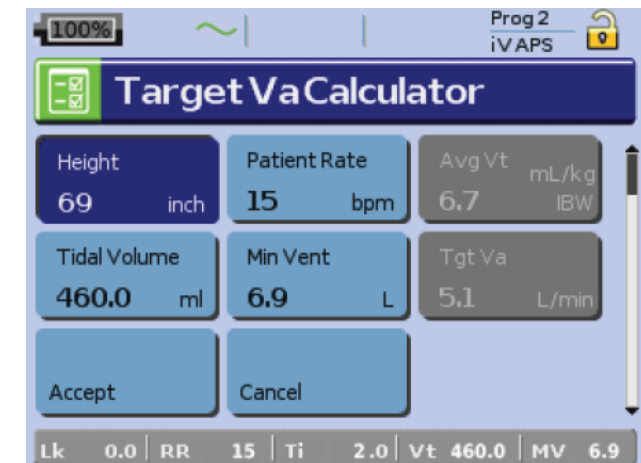 100%
Prog 2
iVAPS
Target Va Calculator
Height
69 inch
Patient Rate
15 bpm
Avg Vt
6.7 mL/kg IBW
Tidal Volume
460.0 ml
Min Vent
6.9 L
Tgt Va
5.1 L/min
Accept
Cancel
Lk 0.0 RR 15 Ti 2.0 Vt 460.0 MV 6.9